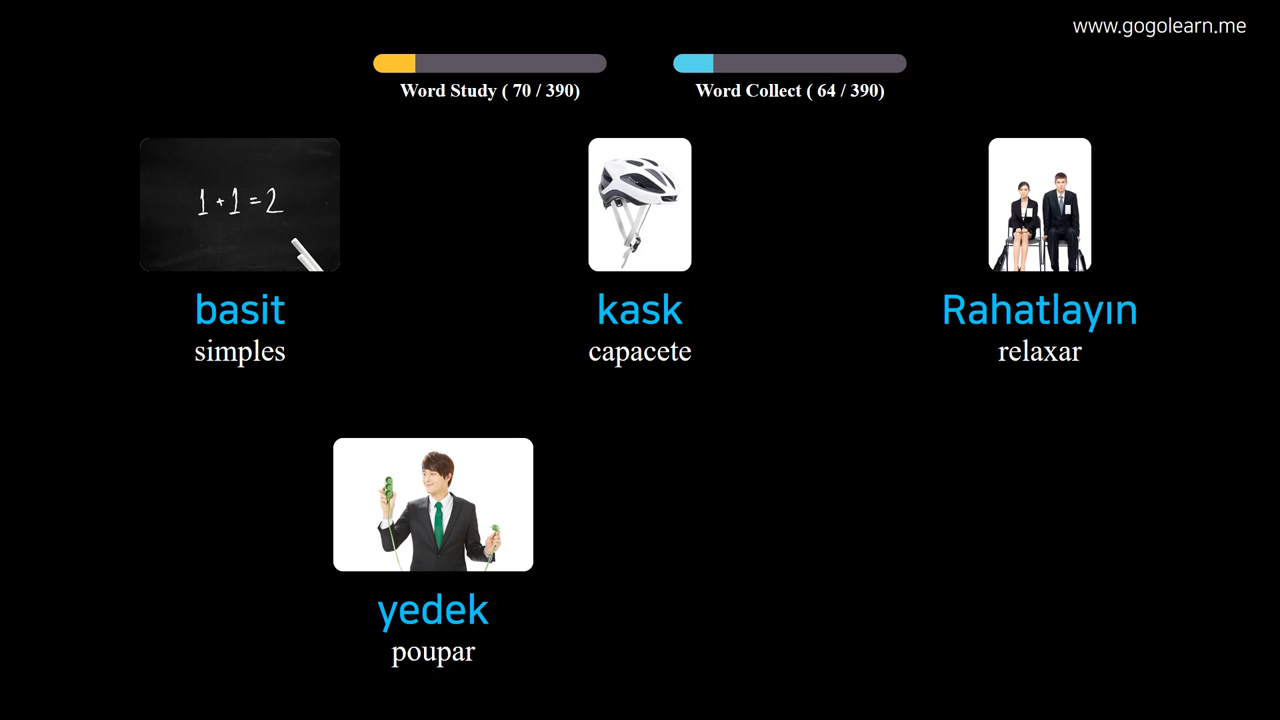 www.gogolearn.me
Word Study ( 70 / 390)
Word Collect ( 64 / 390)
1 + 1 = 2
basit
simples
kask
capacete
Rahatlayın
relaxar
yedek
poupar